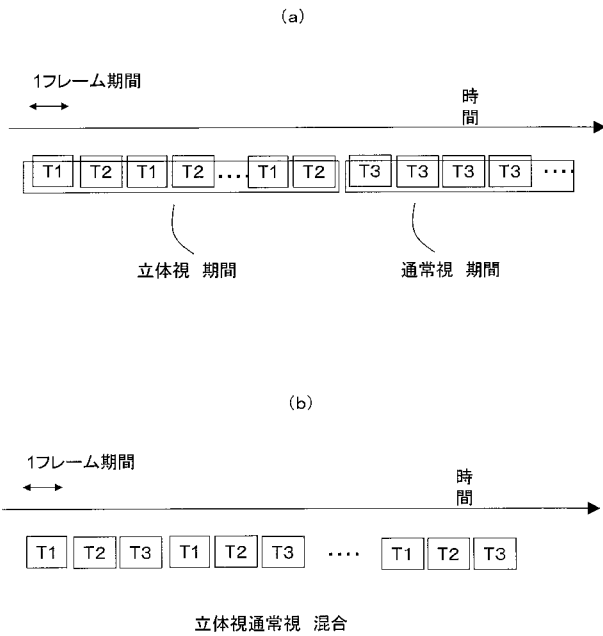 (a)
1フレーム期間
時
間
T1 T2 T1 T2 ‥‥ T1 T2 T3 T3 T3 T3 ‥‥
立体視 期間
通常視 期間
(b)
1フレーム期間
時
間
T1 T2 T3 T1 T2 T3 ‥‥ T1 T2 T3
立体視通常視 混合